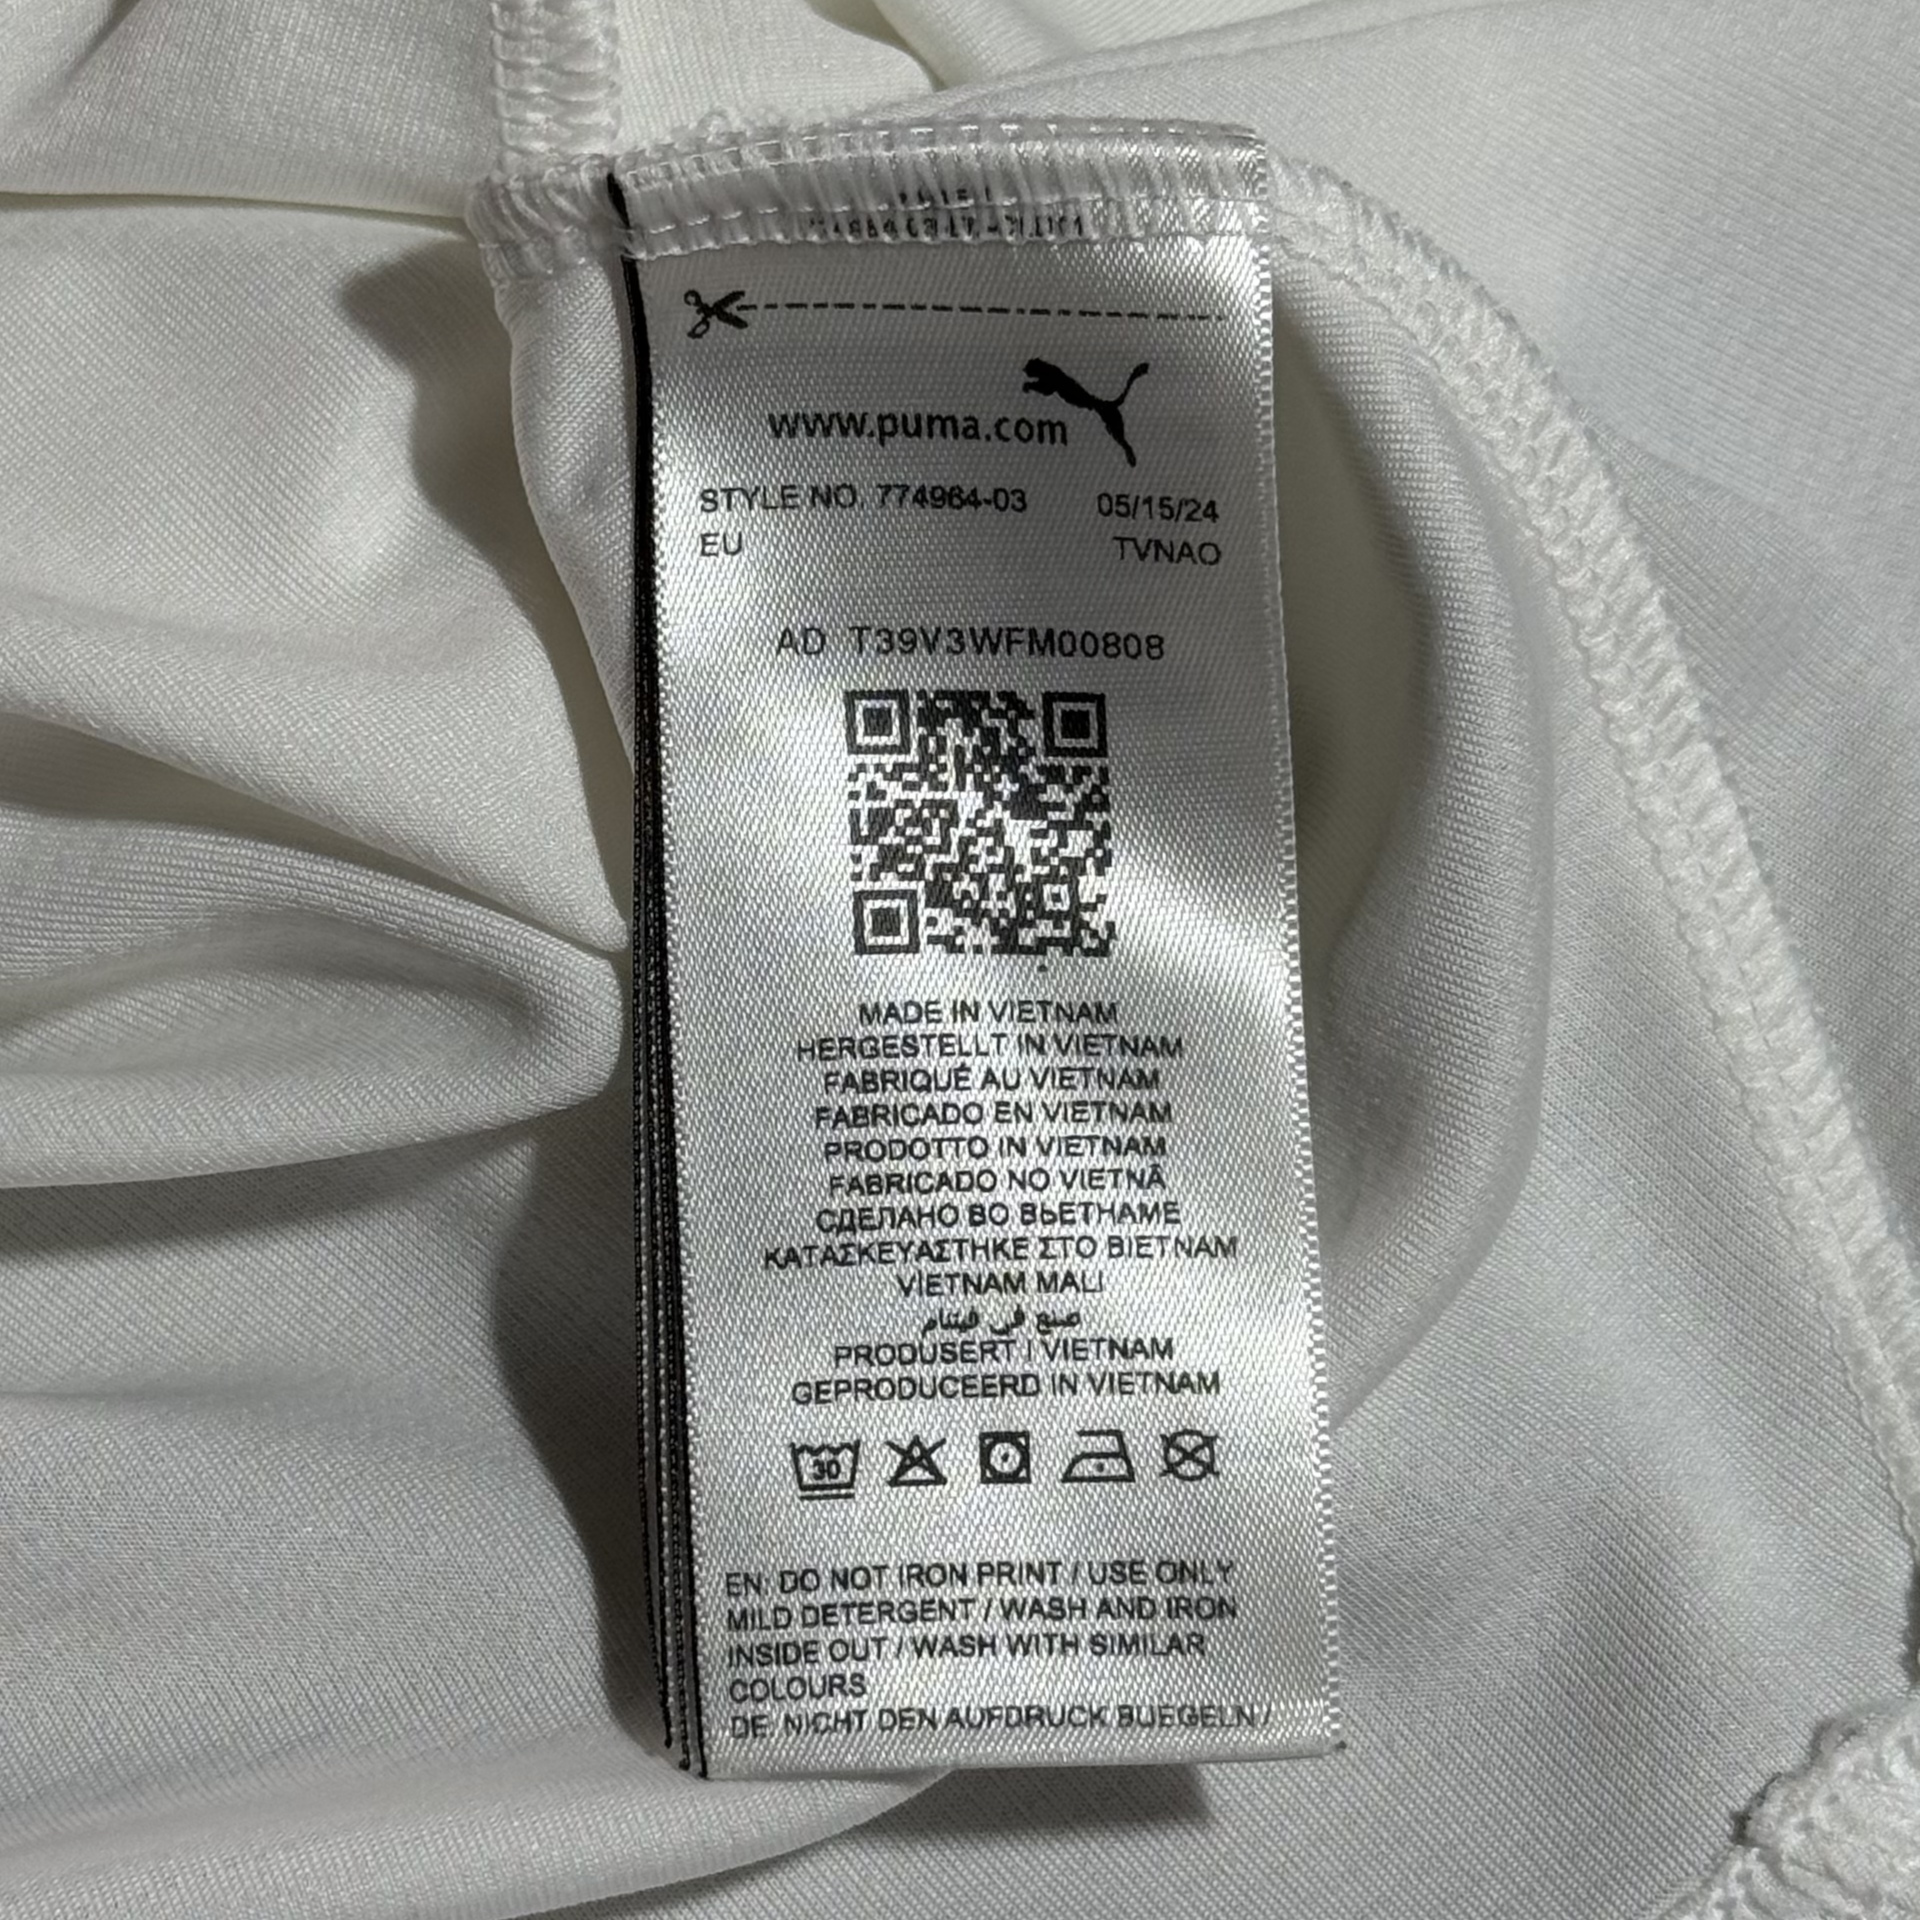 www.puma.com
STYLE NO. 774964-03 05/15/24
EU TVNAO
AD T39V3WFM00808
MADE IN VIETNAM
HERGESTELLT IN VIETNAM
FABRIQUÉ AU VIETNAM
FABRICADO EN VIETNAM
PRODOTTO IN VIETNAM
FABRICADO NO VIETNÃ
СДЕЛАНО ВО ВЬЕТНАМЕ
ΚΑΤΑΣΚΕΥΑΣΤΗΚΕ ΣΤΟ ΒΙΕΤΝΑΜ
VİETNAM MALI
صنع في فيتنام
PRODUSERT I VIETNAM
GEPRODUCEERD IN VIETNAM
30
EN: DO NOT IRON PRINT / USE ONLY
MILD DETERGENT / WASH AND IRON
INSIDE OUT / WASH WITH SIMILAR
COLOURS
DE: NICHT DEN AUFDRUCK BUEGELN /